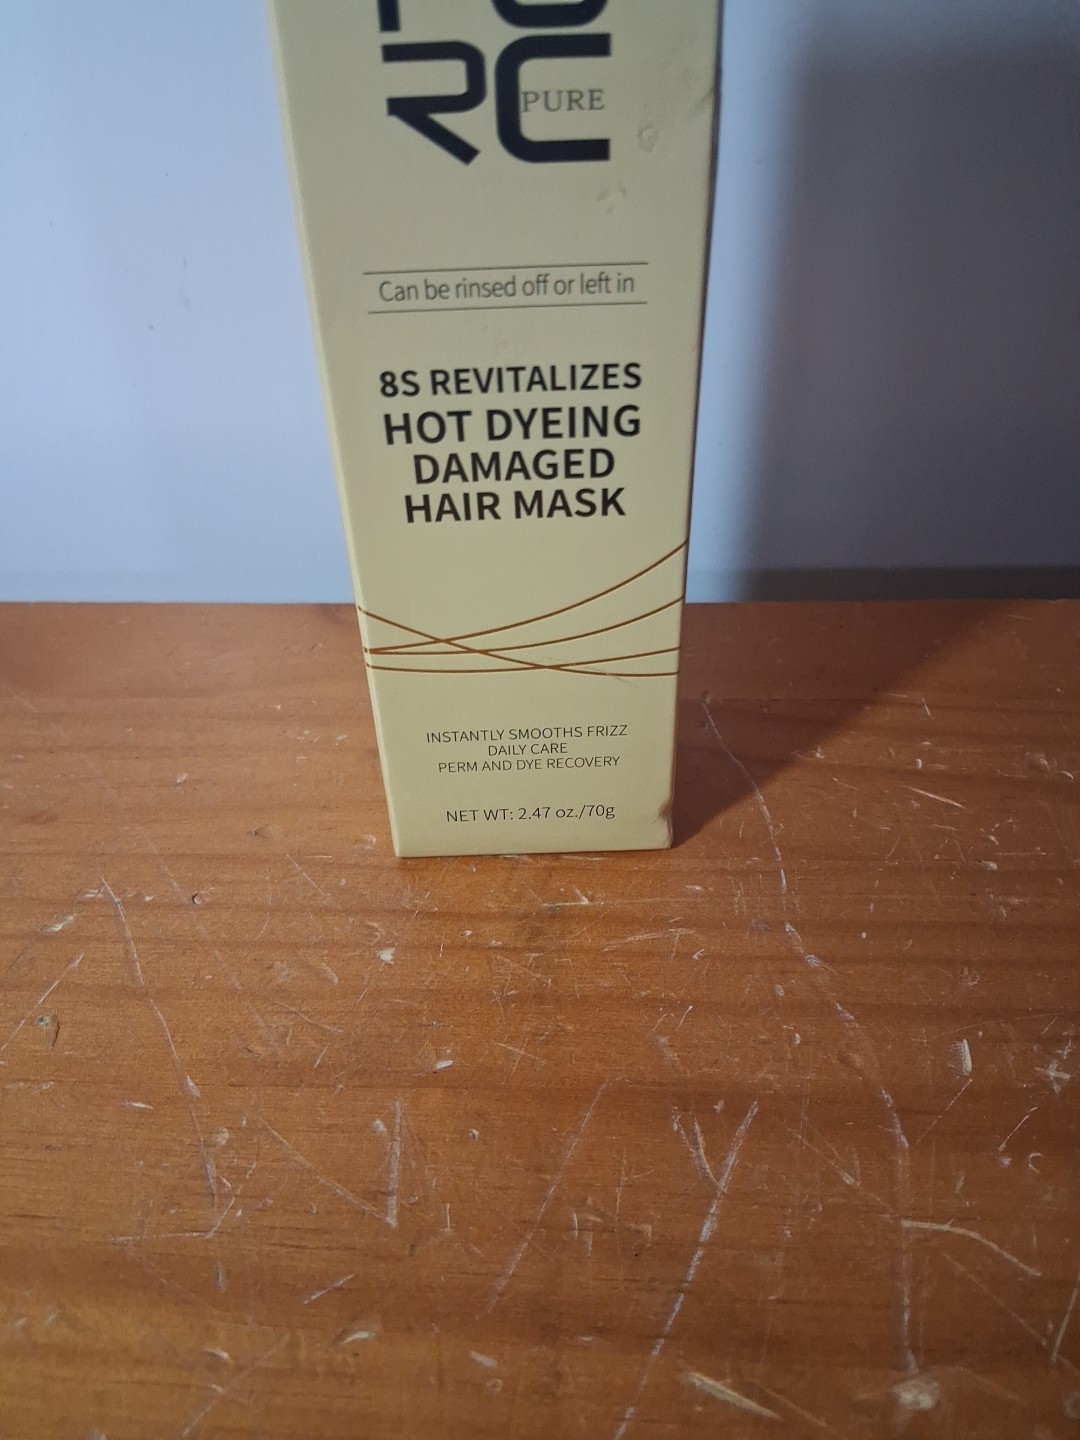 RC
PURE
Can be rinsed off or left in
8S REVITALIZES
HOT DYEING
DAMAGED
HAIR MASK
INSTANTLY SMOOTHS FRIZZ
DAILY CARE
PERM AND DYE RECOVERY
NET WT: 2.47 oz./70g